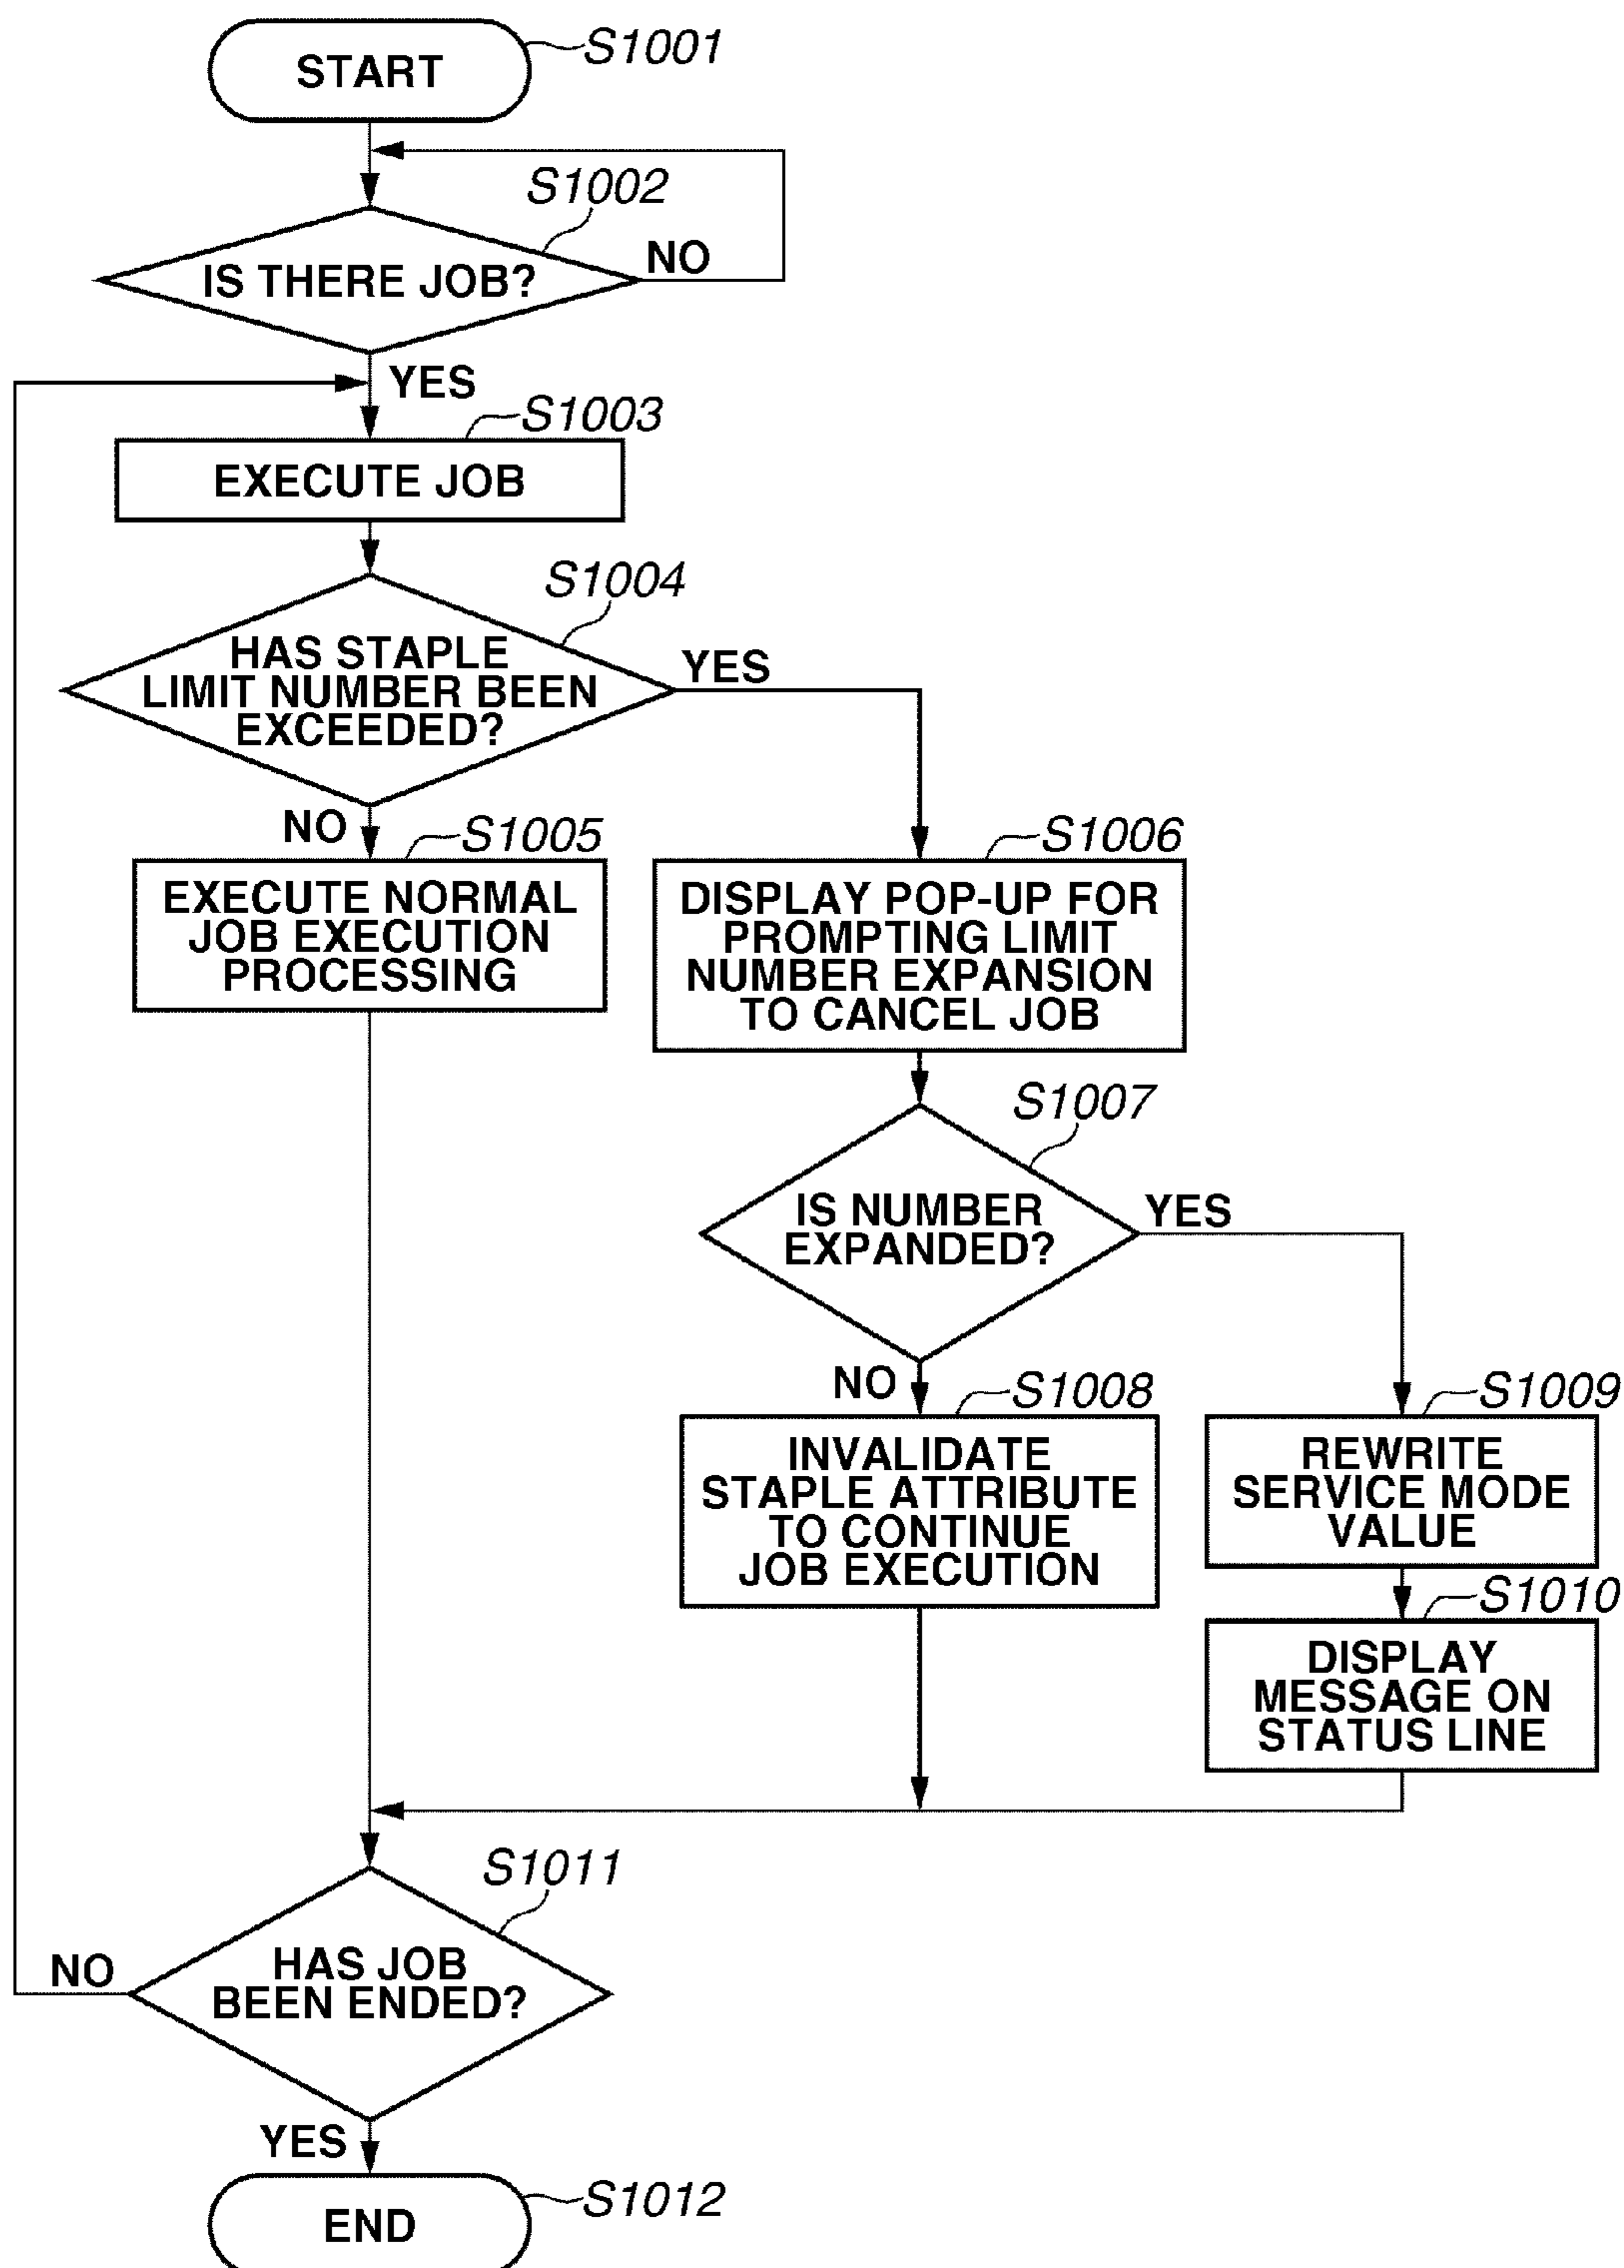 START
S1001
S1002
IS THERE JOB?
NO
YES
S1003
EXECUTE JOB
S1004
HAS STAPLE
LIMIT NUMBER BEEN
EXCEEDED?
YES
NO
S1005
EXECUTE NORMAL
JOB EXECUTION
PROCESSING
S1006
DISPLAY POP-UP FOR
PROMPTING LIMIT
NUMBER EXPANSION
TO CANCEL JOB
S1007
IS NUMBER
EXPANDED?
YES
NO
S1008
INVALIDATE
STAPLE ATTRIBUTE
TO CONTINUE
JOB EXECUTION
S1009
REWRITE
SERVICE MODE
VALUE
S1010
DISPLAY
MESSAGE ON
STATUS LINE
S1011
HAS JOB
BEEN ENDED?
NO
YES
S1012
END